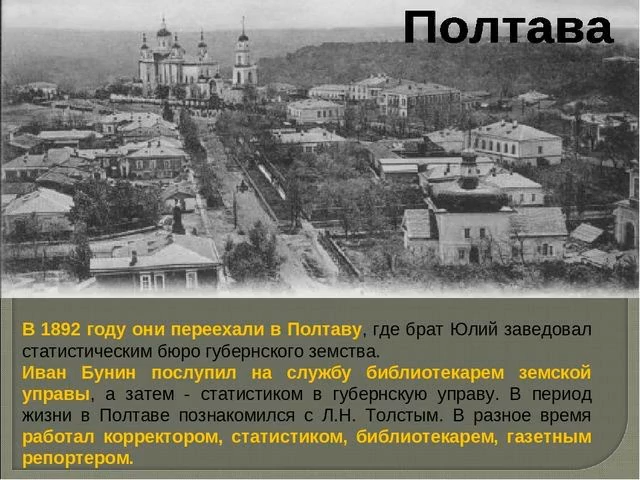 Полтава
В 1892 году они переехали в Полтаву, где брат Юлий заведовал
статистическим бюро губернского земства.
Иван Бунин послупил на службу библиотекарем земской
управы, а затем - статистиком в губернскую управу. В период
жизни в Полтаве познакомился с Л.Н. Толстым. В разное время
работал корректором, статистиком, библиотекарем, газетным
репортером.